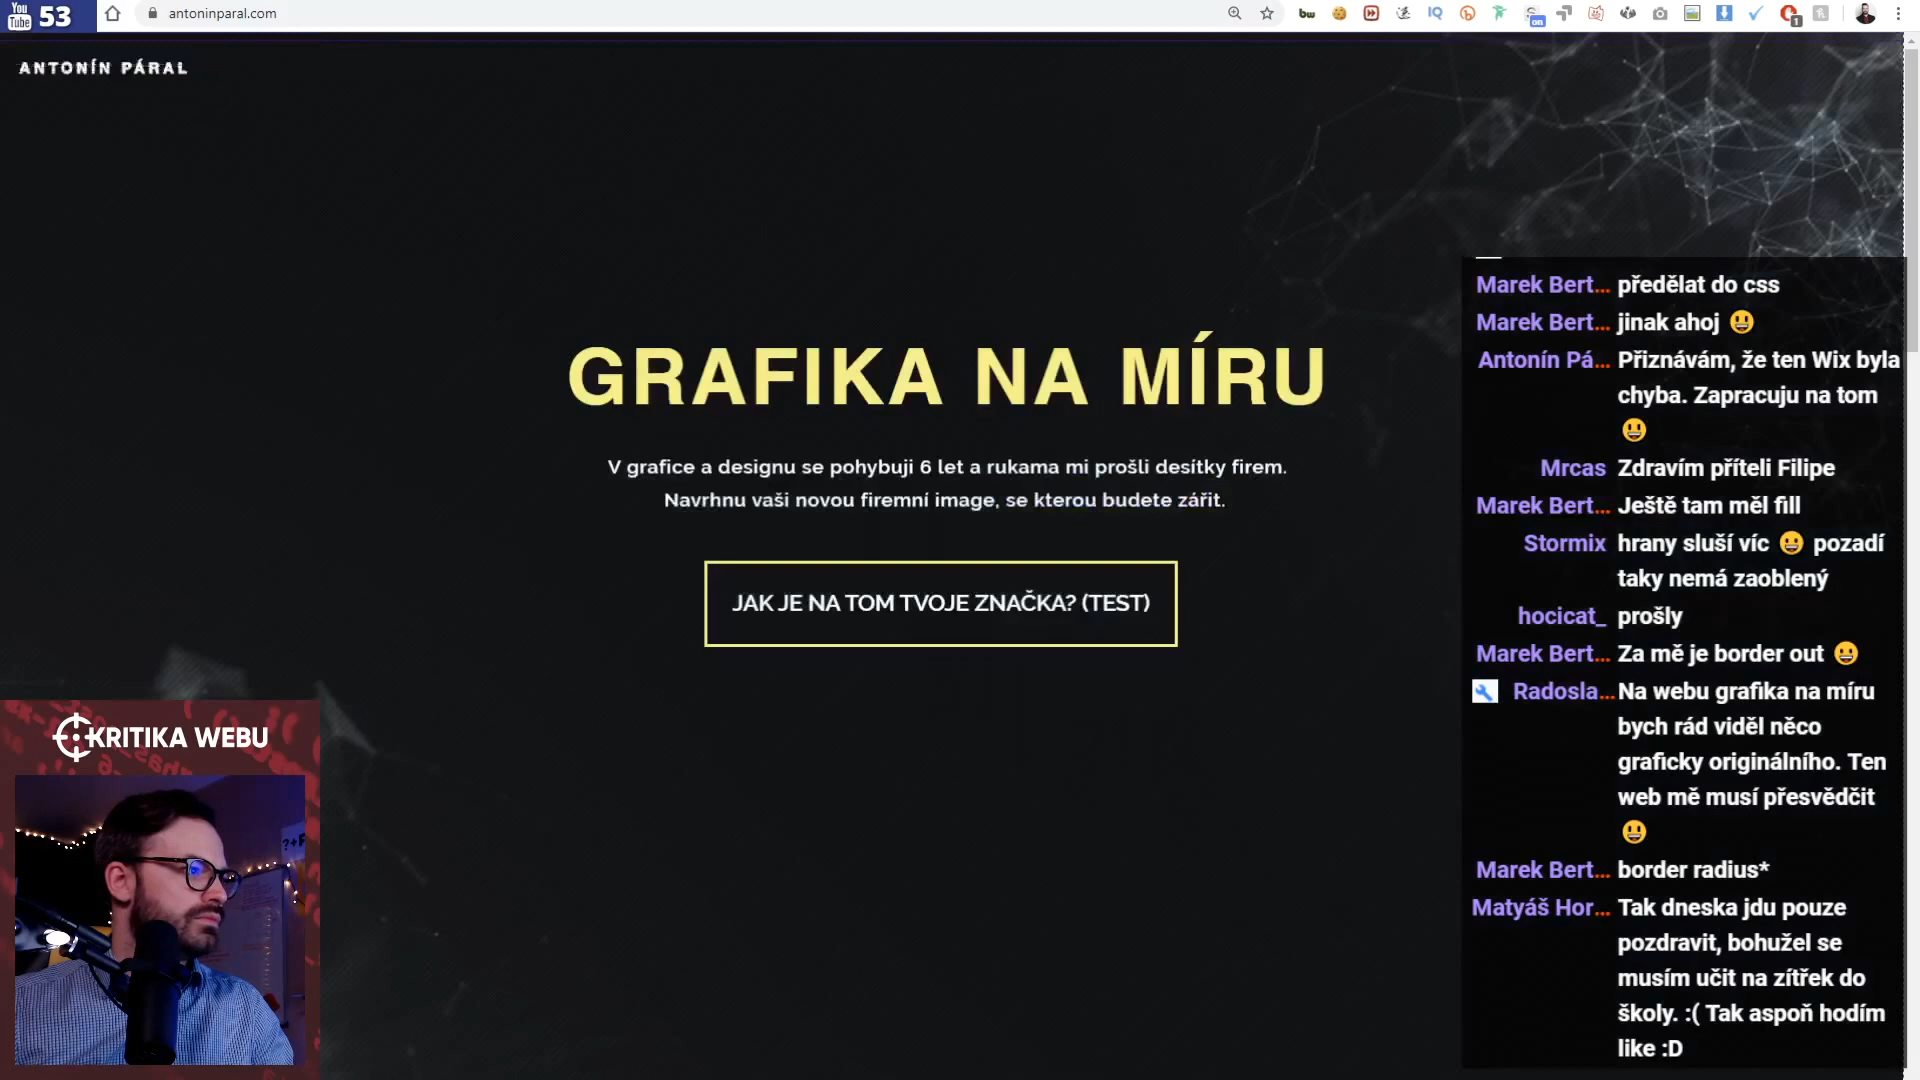 You
Tube
53
antoninparal.com
ANTONÍN PÁRAL
GRAFIKA NA MÍRU
V grafice a designu se pohybuji 6 let a rukama mi prošli desítky firem.
Navrhnu vaši novou firemní image, se kterou budete zářit.
JAK JE NA TOM TVOJE ZNAČKA? (TEST)
KRITIKA WEBU
Marek Bert... předělat do css
Marek Bert... jinak ahoj 😃
Antonín Pá... Přiznávám, že ten Wix byla
chyba. Zapracuju na tom
😃
Mrcas Zdravím příteli Filipe
Marek Bert... Ještě tam měl fill
Stormix hrany sluší víc 😃 pozadí
taky nemá zaoblený
hocicat_ prošly
Marek Bert... Za mě je border out 😃
Radosla... Na webu grafika na míru
bych rád viděl něco
graficky originálního. Ten
web mě musí přesvědčit
😃
Marek Bert... border radius*
Matyáš Hor... Tak dneska jdu pouze
pozdravit, bohužel se
musím učit na zítřek do
školy. :( Tak aspoň hodím
like :D